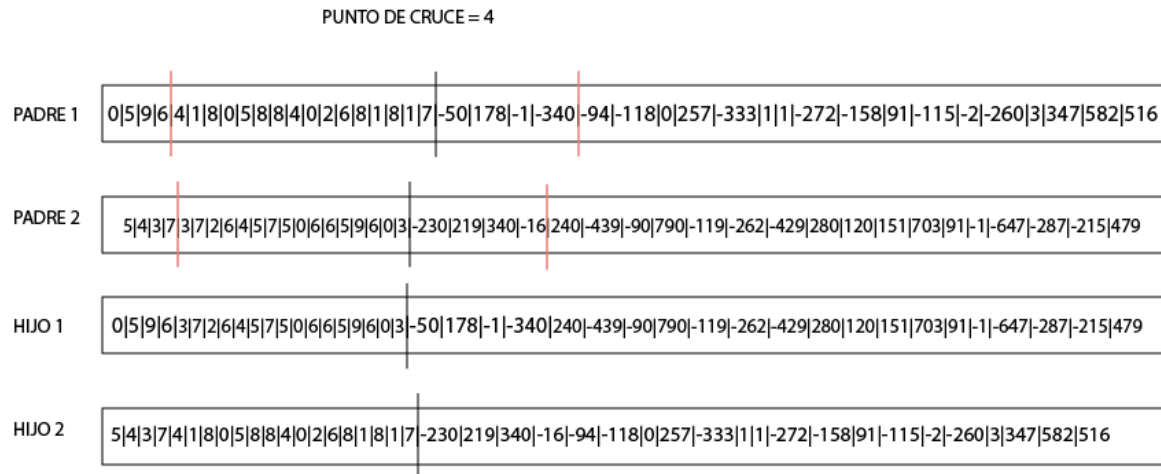 PUNTO DE CRUCE = 4
PADRE 1 0|5|9|6|4|1|8|0|5|8|8|4|0|2|6|8|1|8|1|7|-50|178|-1|-340|-94|-118|0|257|-333|1|1|-272|-158|91|-115|-2|-260|3|347|582|516
PADRE 2 5|4|3|7|3|7|2|6|4|5|7|5|0|6|6|5|9|6|0|3|-230|219|340|-16|240|-439|-90|790|-119|-262|-429|280|120|151|703|91|-1|-647|-287|-215|479
HIJO 1 0|5|9|6|3|7|2|6|4|5|7|5|0|6|6|5|9|6|0|3|-50|178|-1|-340|240|-439|-90|790|-119|-262|-429|280|120|151|703|91|-1|-647|-287|-215|479
HIJO 2 5|4|3|7|4|1|8|0|5|8|8|4|0|2|6|8|1|8|1|7|-230|219|340|-16|-94|-118|0|257|-333|1|1|-272|-158|91|-115|-2|-260|3|347|582|516